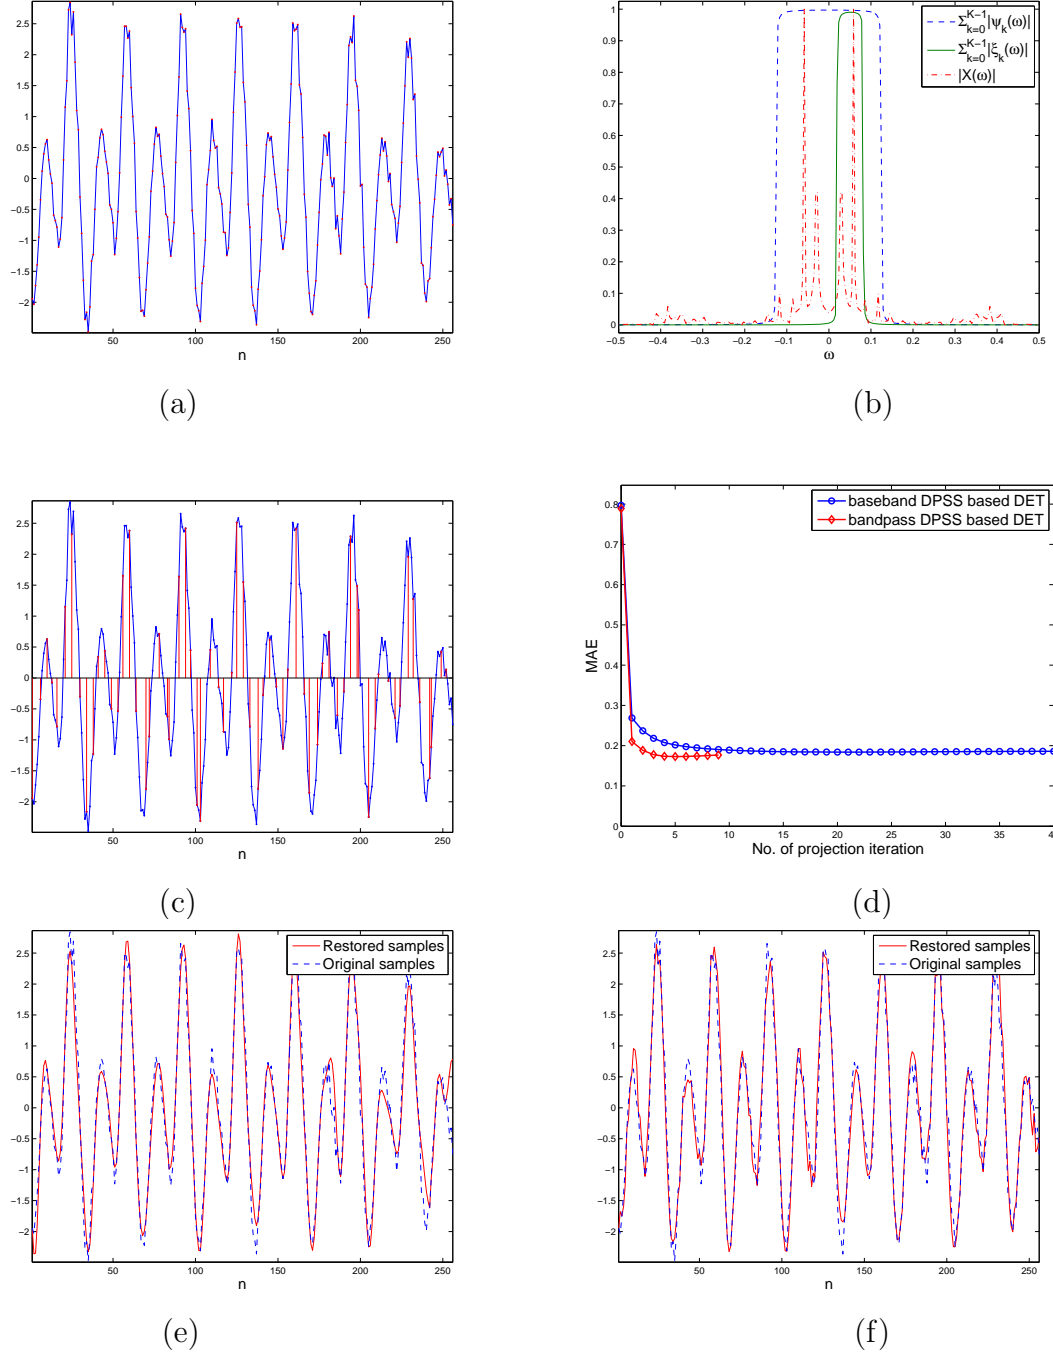 2.5
2
1.5
1
0.5
0
−0.5
−1
−1.5
−2
50 100 150 200 250
n
(a)
1
0.9
0.8
0.7
0.6
0.5
0.4
0.3
0.2
0.1
0
−0.5 −0.4 −0.3 −0.2 −0.1 0 0.1 0.2 0.3 0.4 0.5
ω
Σ_{k=0}^{K-1}|ψ_k(ω)|
Σ_{k=0}^{K-1}|ξ_k(ω)|
|X(ω)|
(b)
2.5
2
1.5
1
0.5
0
−0.5
−1
−1.5
−2
50 100 150 200 250
n
(c)
0.8
0.7
0.6
0.5
0.4
0.3
0.2
0.1
0
MAE
0 5 10 15 20 25 30 35 40
No. of projection iteration
baseband DPSS based DET
bandpass DPSS based DET
(d)
2.5
2
1.5
1
0.5
0
−0.5
−1
−1.5
−2
50 100 150 200 250
n
Restored samples
Original samples
(e)
2.5
2
1.5
1
0.5
0
−0.5
−1
−1.5
−2
50 100 150 200 250
n
Restored samples
Original samples
(f)